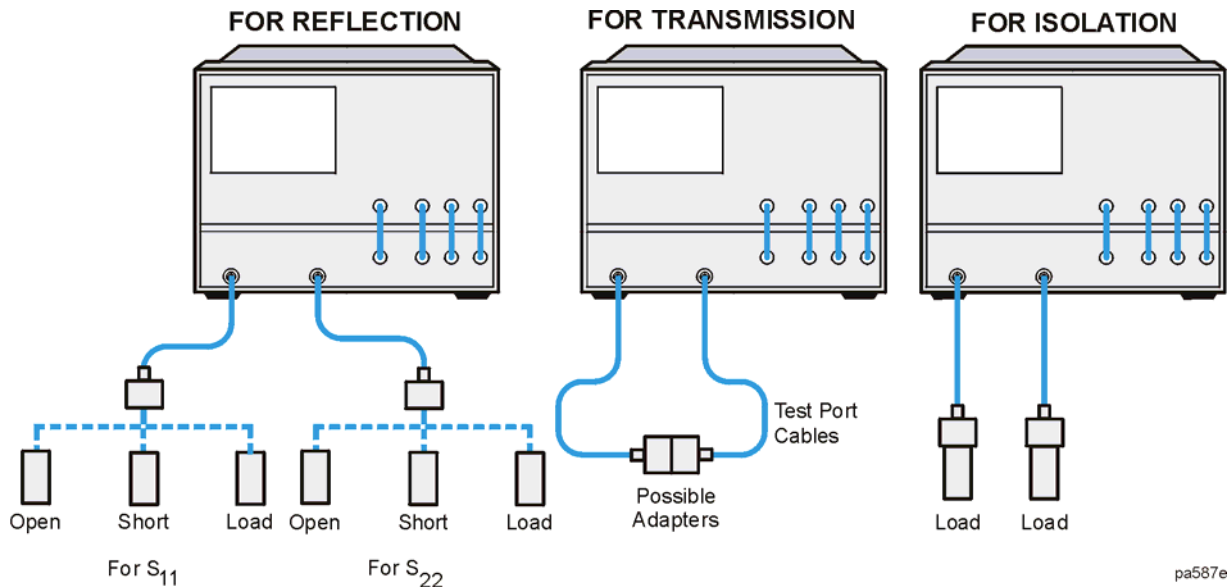 FOR REFLECTION
FOR TRANSMISSION
FOR ISOLATION
Test Port
Cables
Possible
Adapters
Open
Short
Load
Open
Short
Load
Load
Load
For S11
For S22
pa587e